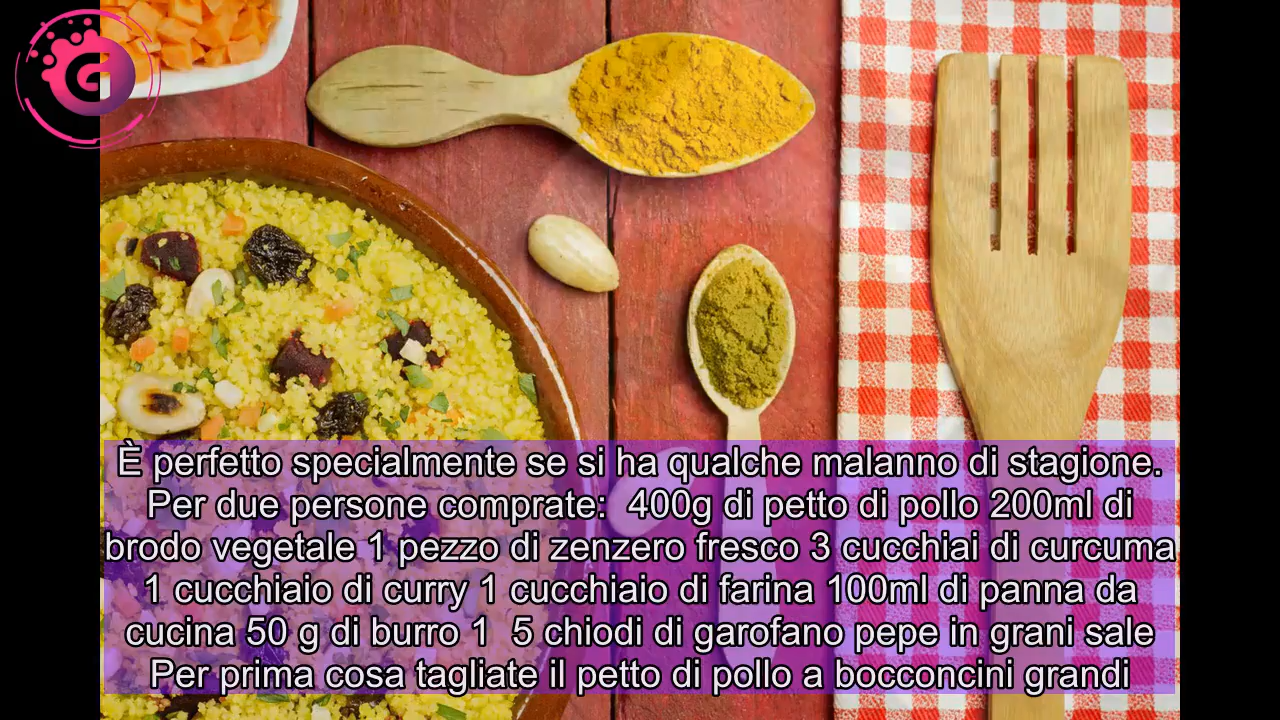 G
È perfetto specialmente se si ha qualche malanno di stagione.
Per due persone comprate:  400g di petto di pollo 200ml di
brodo vegetale 1 pezzo di zenzero fresco 3 cucchiai di curcuma
1 cucchiaio di curry 1 cucchiaio di farina 100ml di panna da
cucina 50 g di burro 1  5 chiodi di garofano pepe in grani sale
Per prima cosa tagliate il petto di pollo a bocconcini grandi